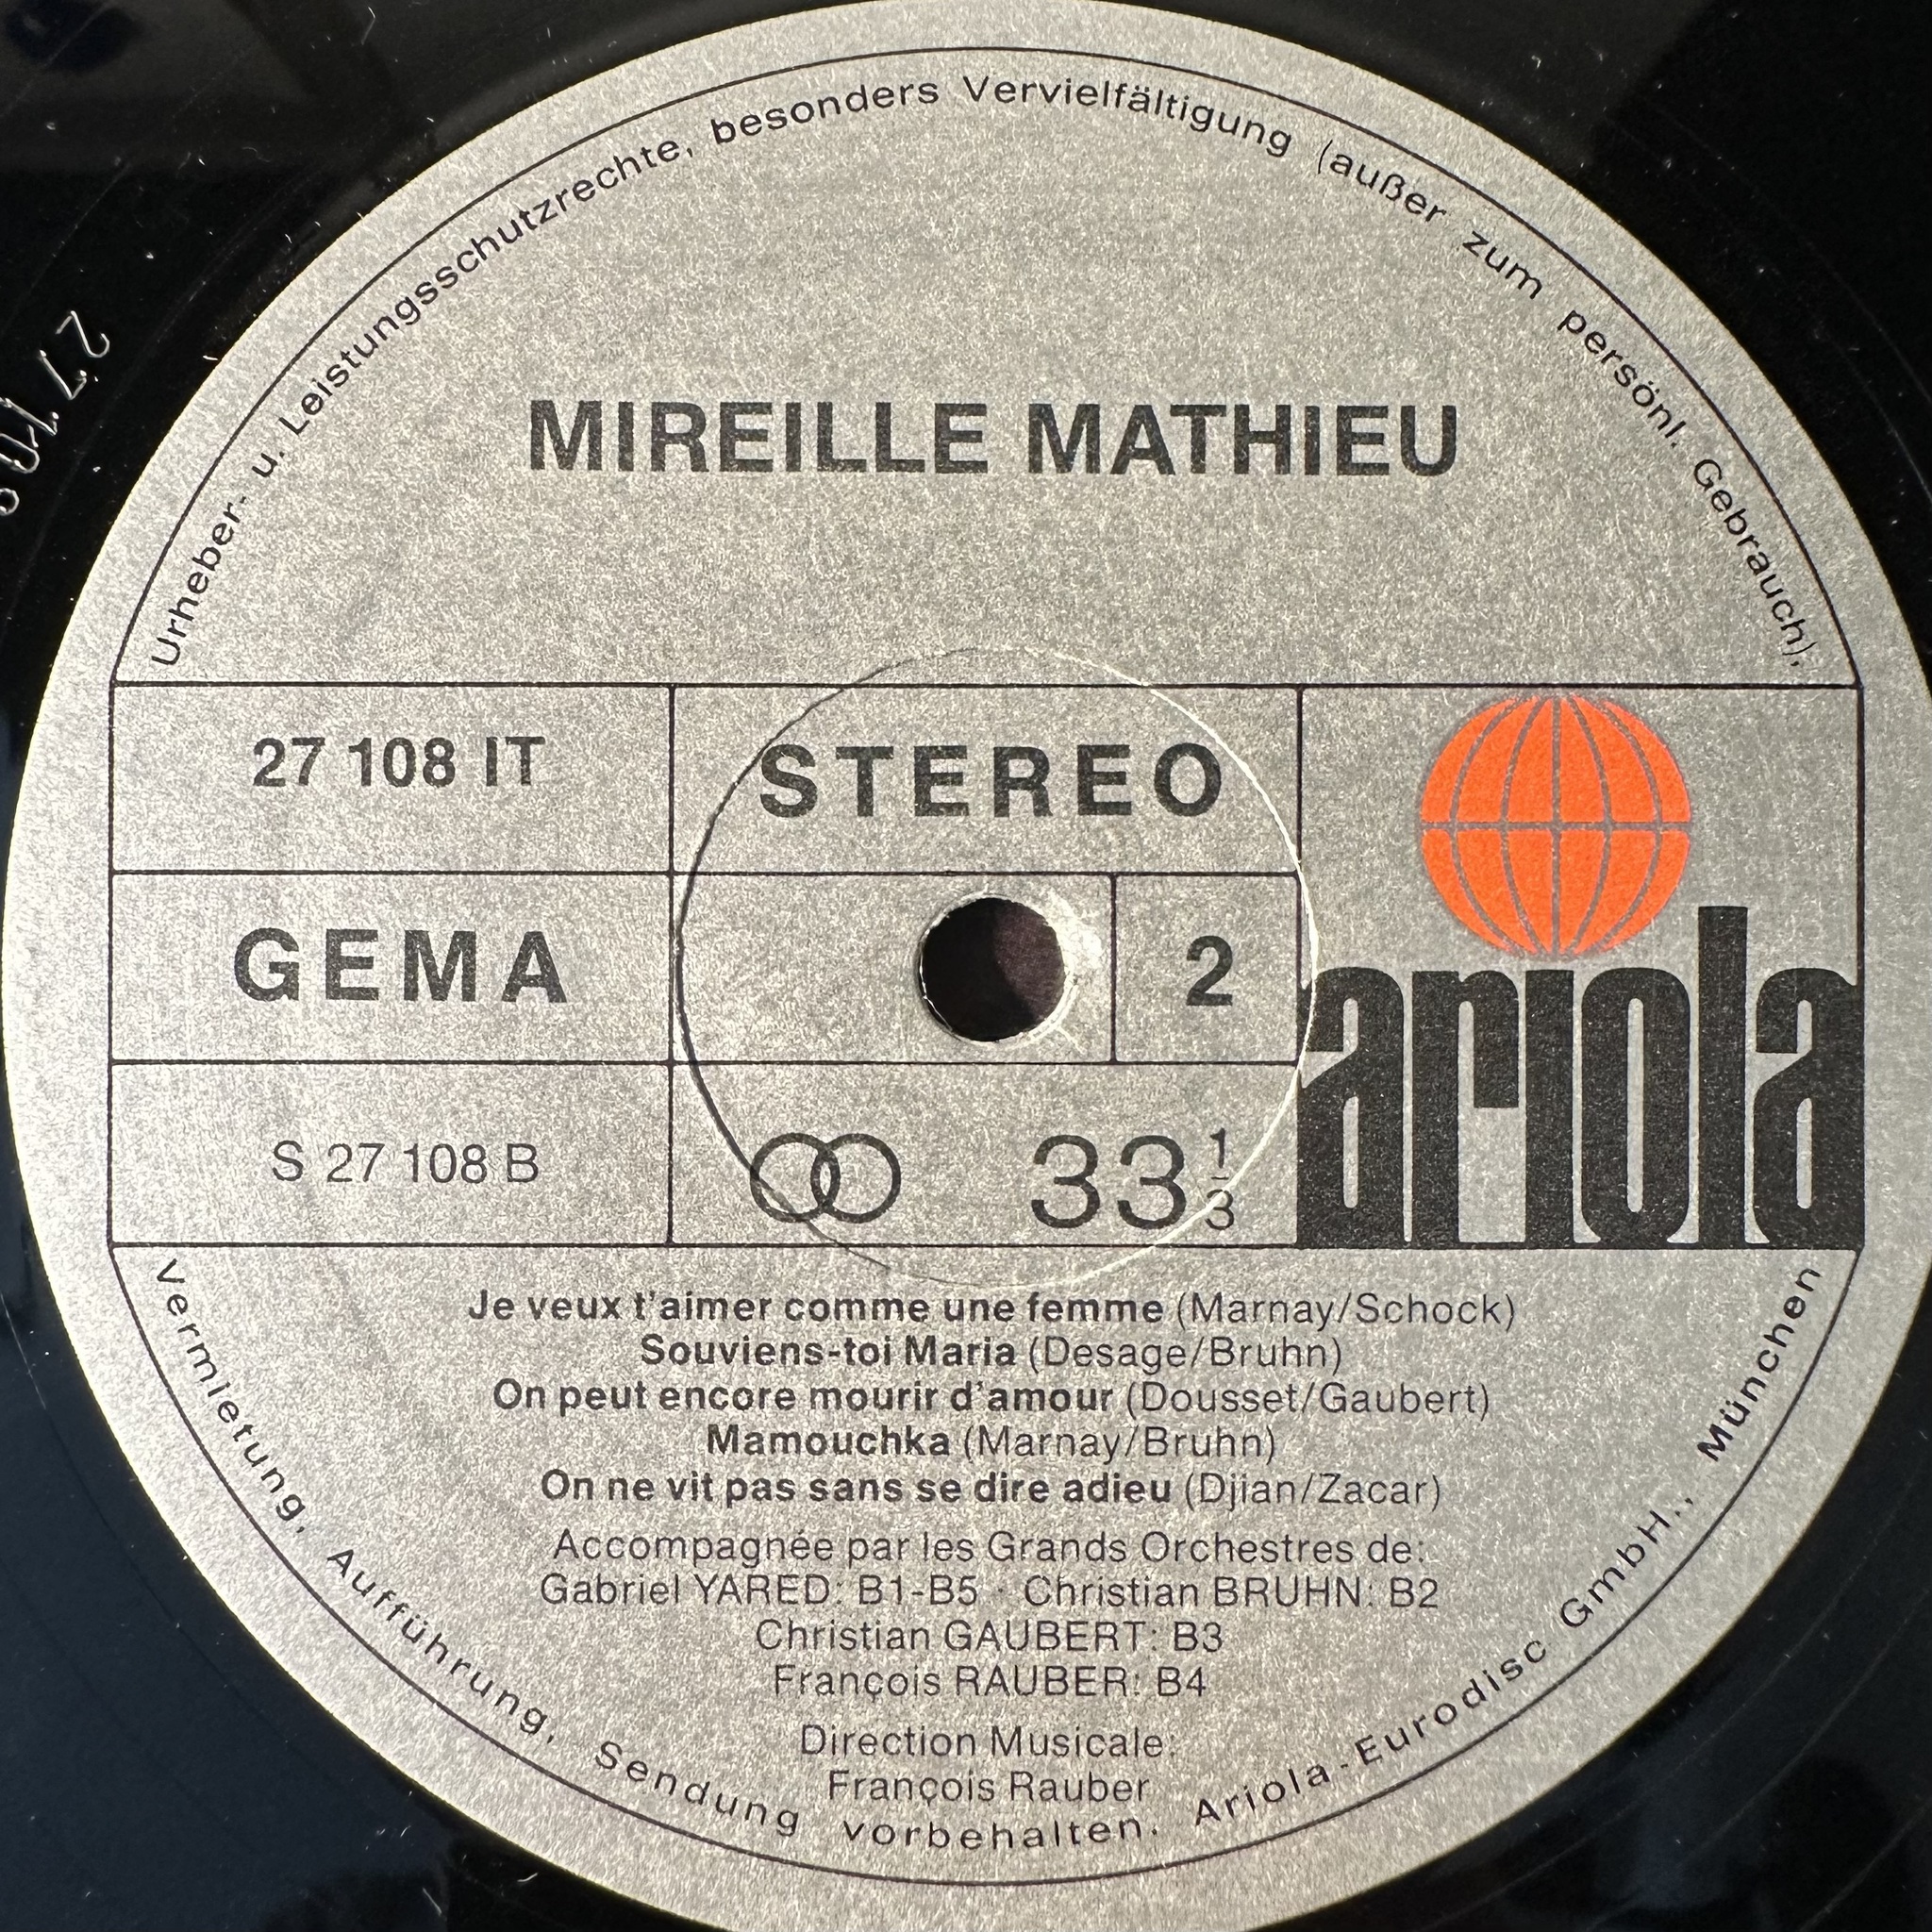 Urheber- u. Leistungsschutzrechte, besonders Vervielfältigung (außer zum persönl. Gebrauch),
MIREILLE MATHIEU
27 108 IT
STEREO
GEMA
2
S 27 108 B
33 1/3
ariola
Je veux t'aimer comme une femme (Marnay/Schock)
Souviens-toi Maria (Desage/Bruhn)
On peut encore mourir d'amour (Dousset/Gaubert)
Mamouchka (Marnay/Bruhn)
On ne vit pas sans se dire adieu (Djian/Zacar)
Accompagnée par les Grands Orchestres de:
Gabriel YARED: B1-B5 · Christian BRUHN: B2
Christian GAUBERT: B3
François RAUBER: B4
Direction Musicale:
François Rauber
Vermietung, Aufführung, Sendung vorbehalten. Ariola-Eurodisc GmbH., München
27 10